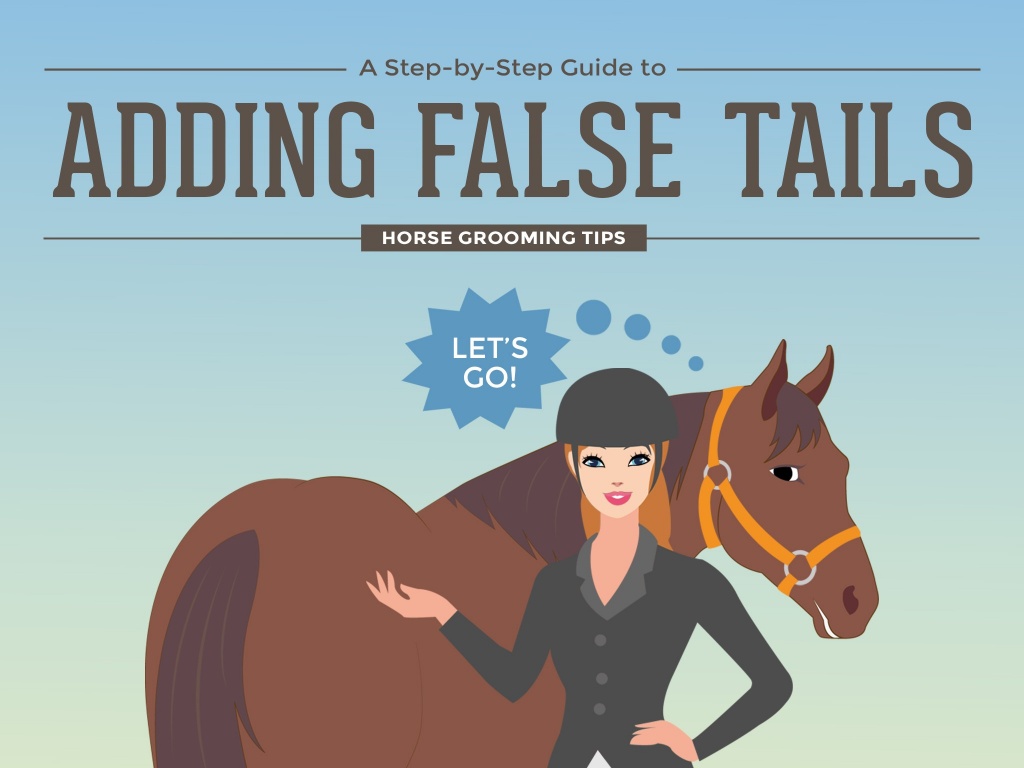 A Step-by-Step Guide to
ADDING FALSE TAILS
HORSE GROOMING TIPS
LET’S
GO!